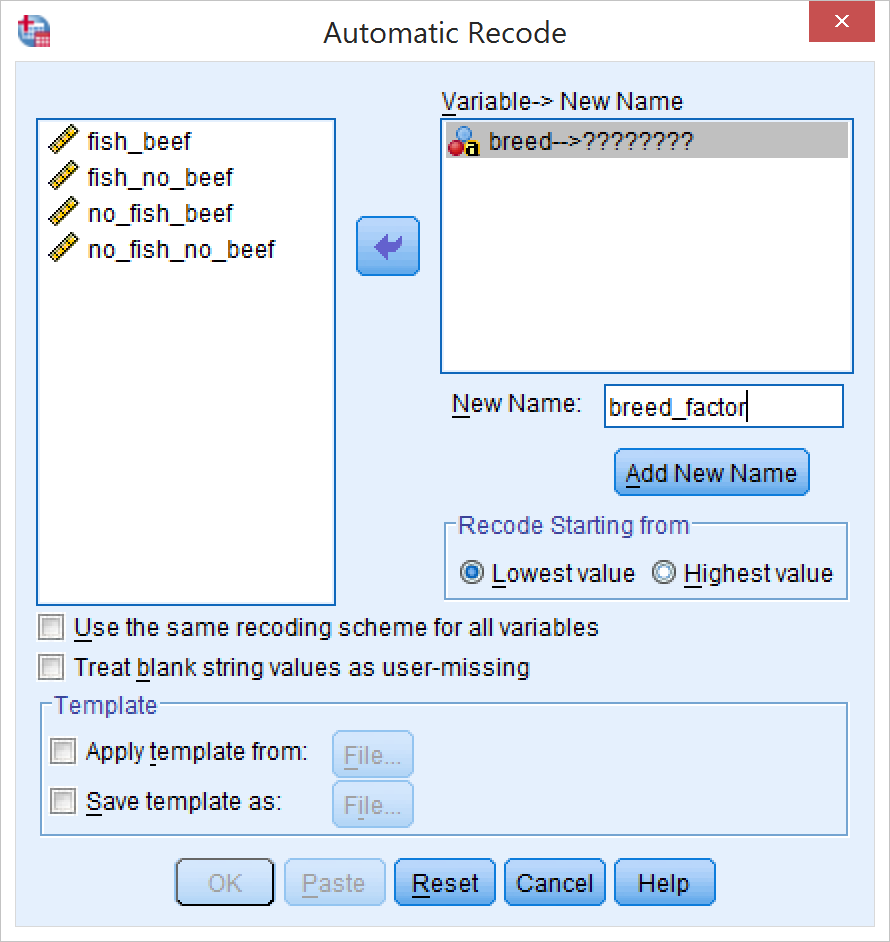 Automatic Recode
Variable-> New Name
fish_beef
fish_no_beef
no_fish_beef
no_fish_no_beef
a breed-->????????
New Name: breed_factor
Add New Name
Recode Starting from
Lowest value Highest value
Use the same recoding scheme for all variables
Treat blank string values as user-missing
Template
Apply template from: File...
Save template as: File...
OK Paste Reset Cancel Help